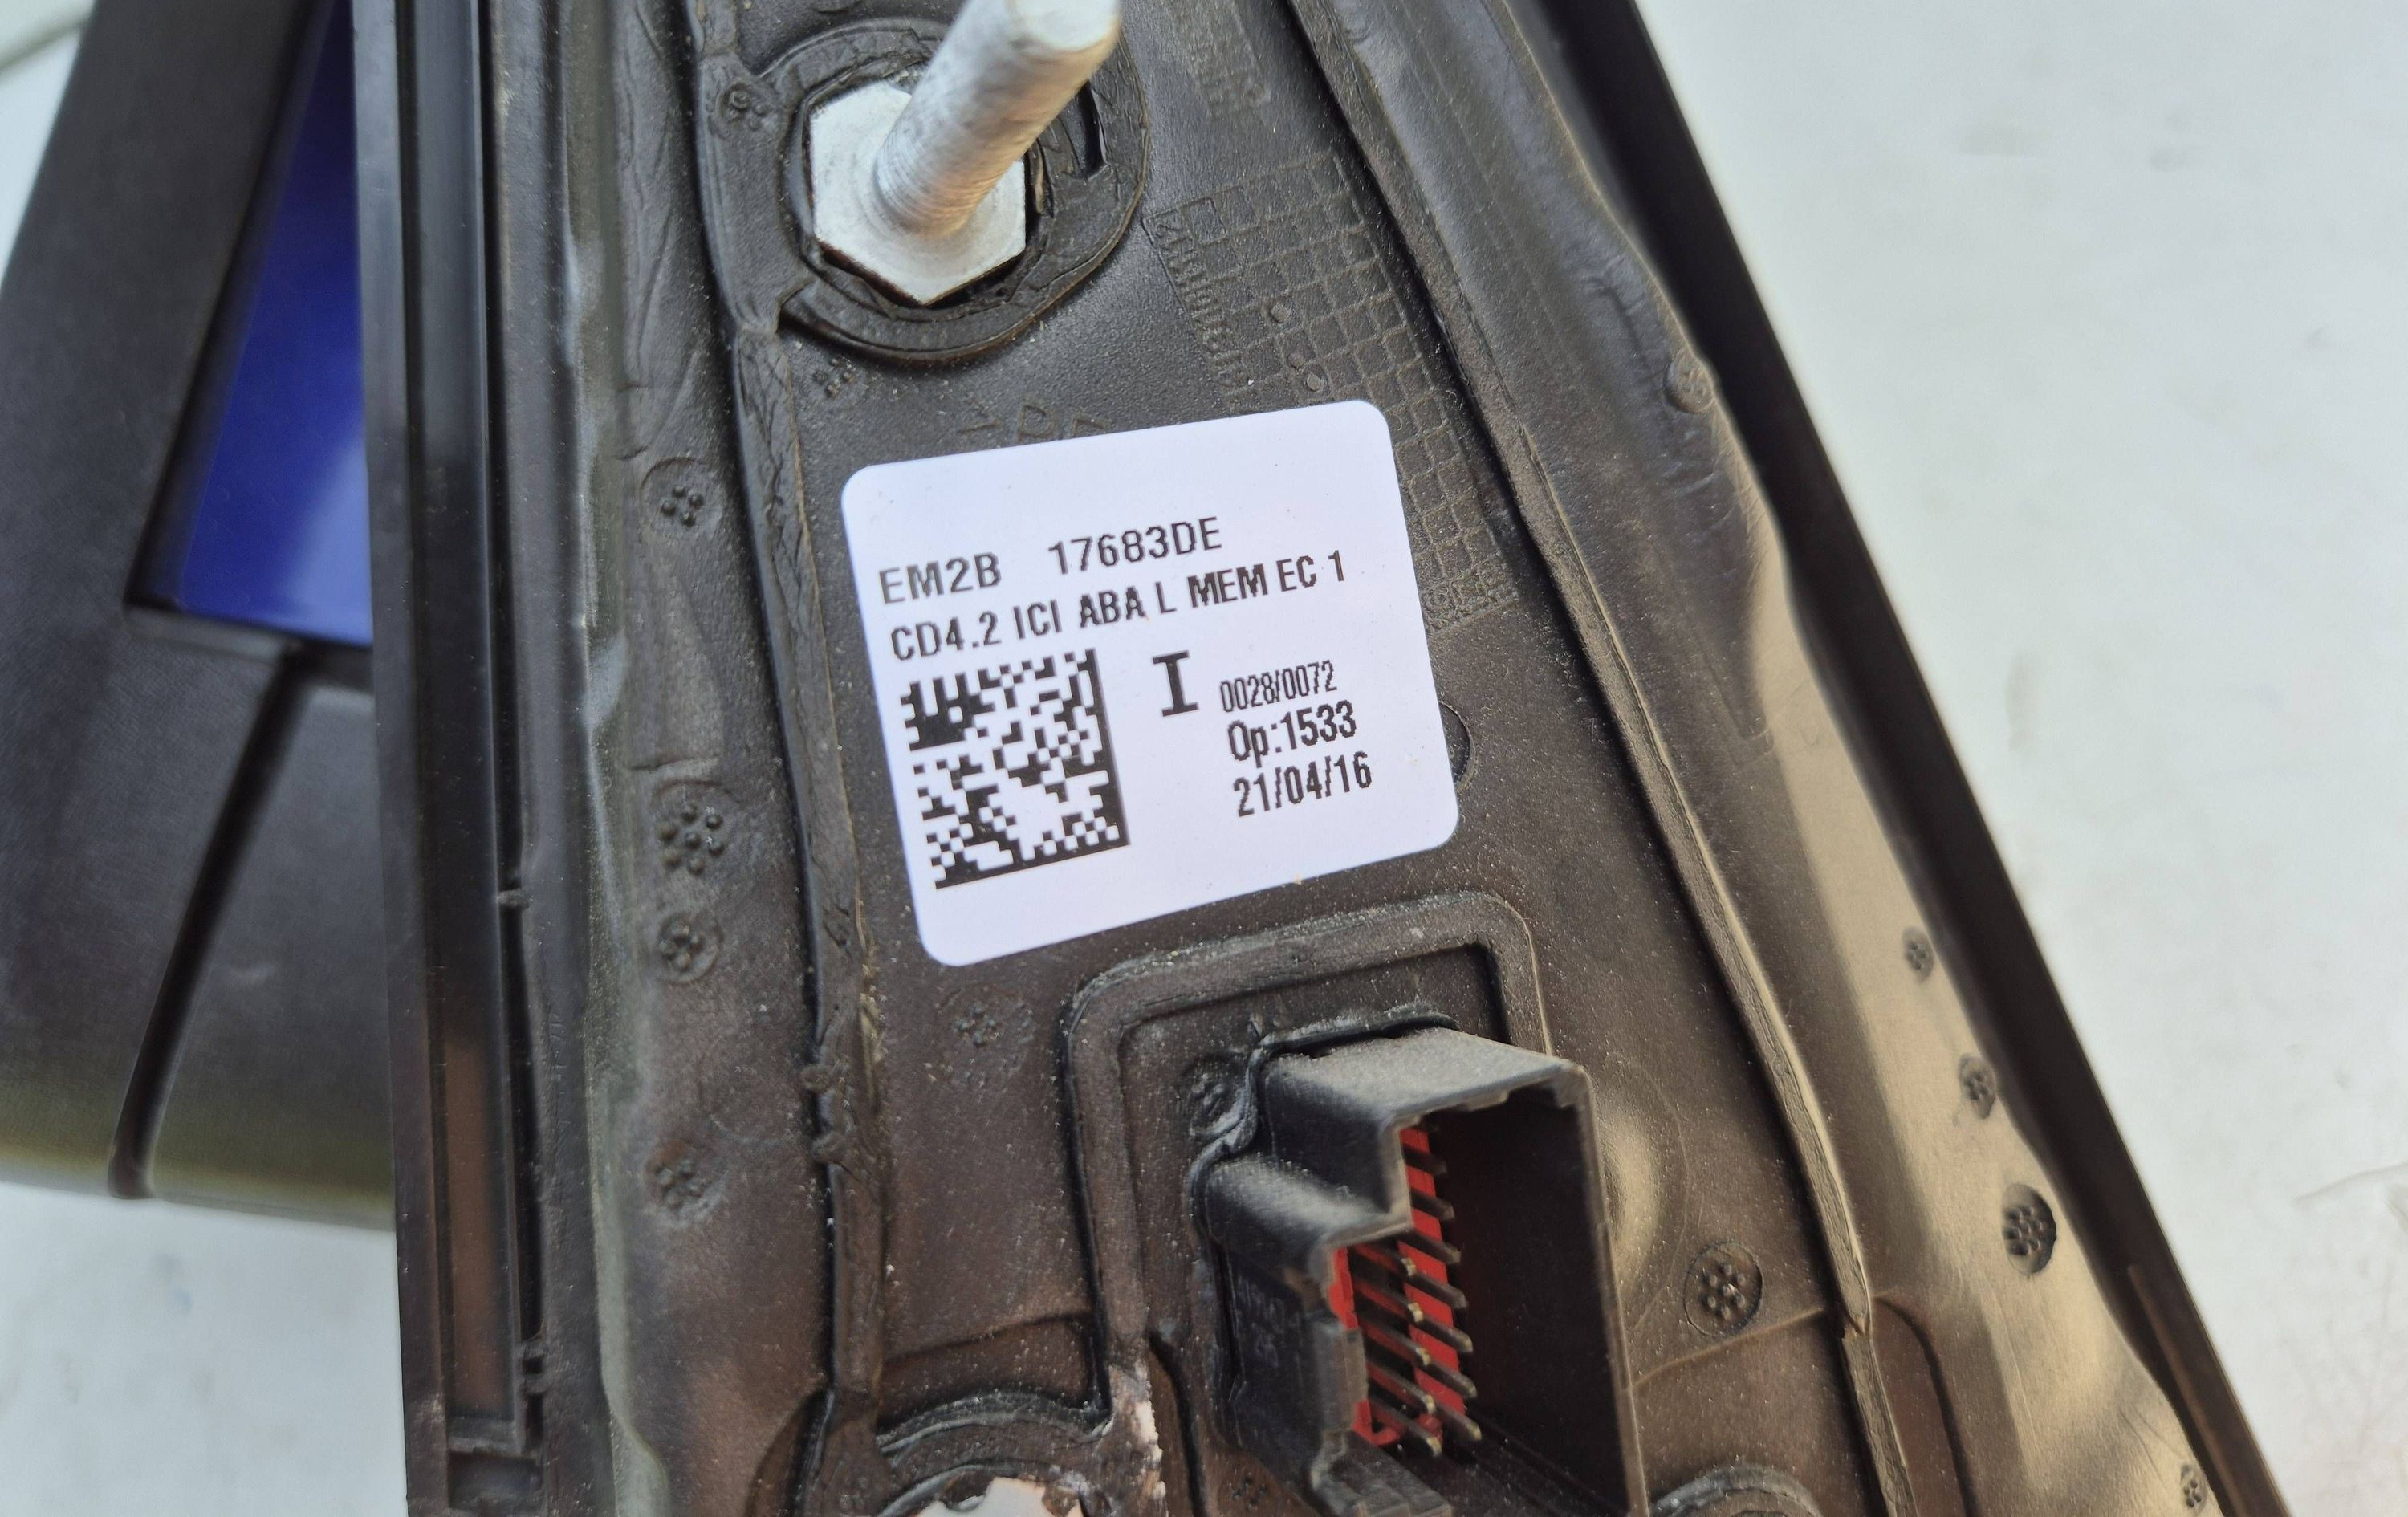 EM2B 17683DE
CD4.2 ICI ABA L MEM EC 1
I 0028/0072
Op:1533
21/04/16